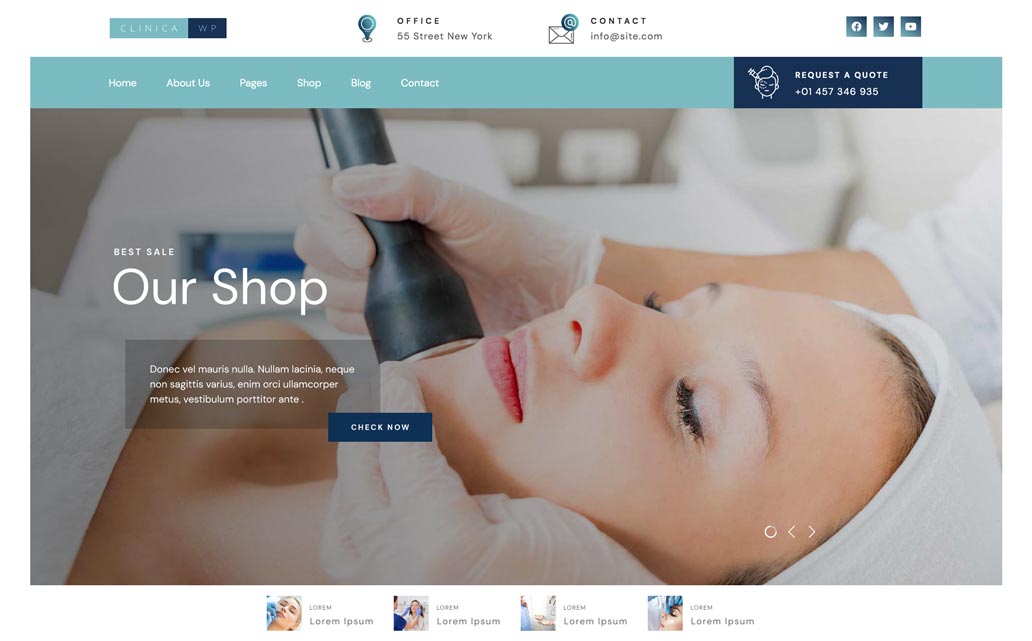 CLINICA WP
OFFICE
55 Street New York
CONTACT
info@site.com
Home About Us Pages Shop Blog Contact
REQUEST A QUOTE
+01 457 346 935
BEST SALE
Our Shop
Donec vel mauris nulla. Nullam lacinia, neque
non sagittis varius, enim orci ullamcorper
metus, vestibulum porttitor ante .
CHECK NOW
LOREM
Lorem Ipsum
LOREM
Lorem Ipsum
LOREM
Lorem Ipsum
LOREM
Lorem Ipsum